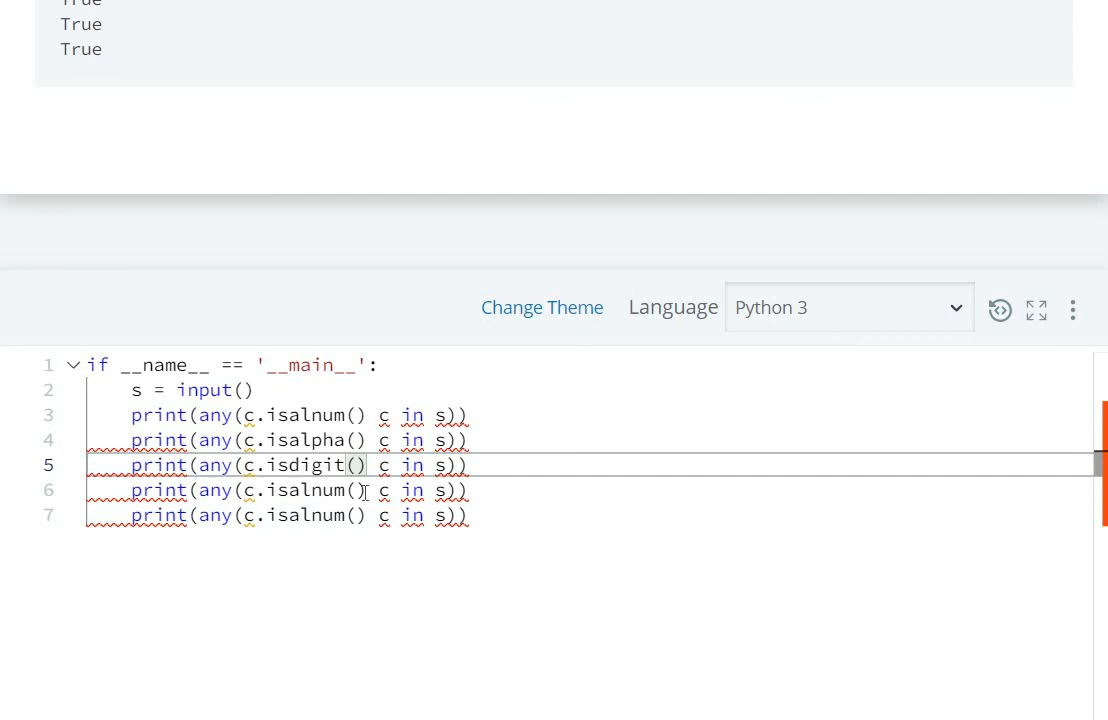 True
True
True
Change Theme Language Python 3
1 if __name__ == '__main__':
2 s = input()
3 print(any(c.isalnum() c in s))
4 print(any(c.isalpha() c in s))
5 print(any(c.isdigit() c in s))
6 print(any(c.isalnum() c in s))
7 print(any(c.isalnum() c in s))